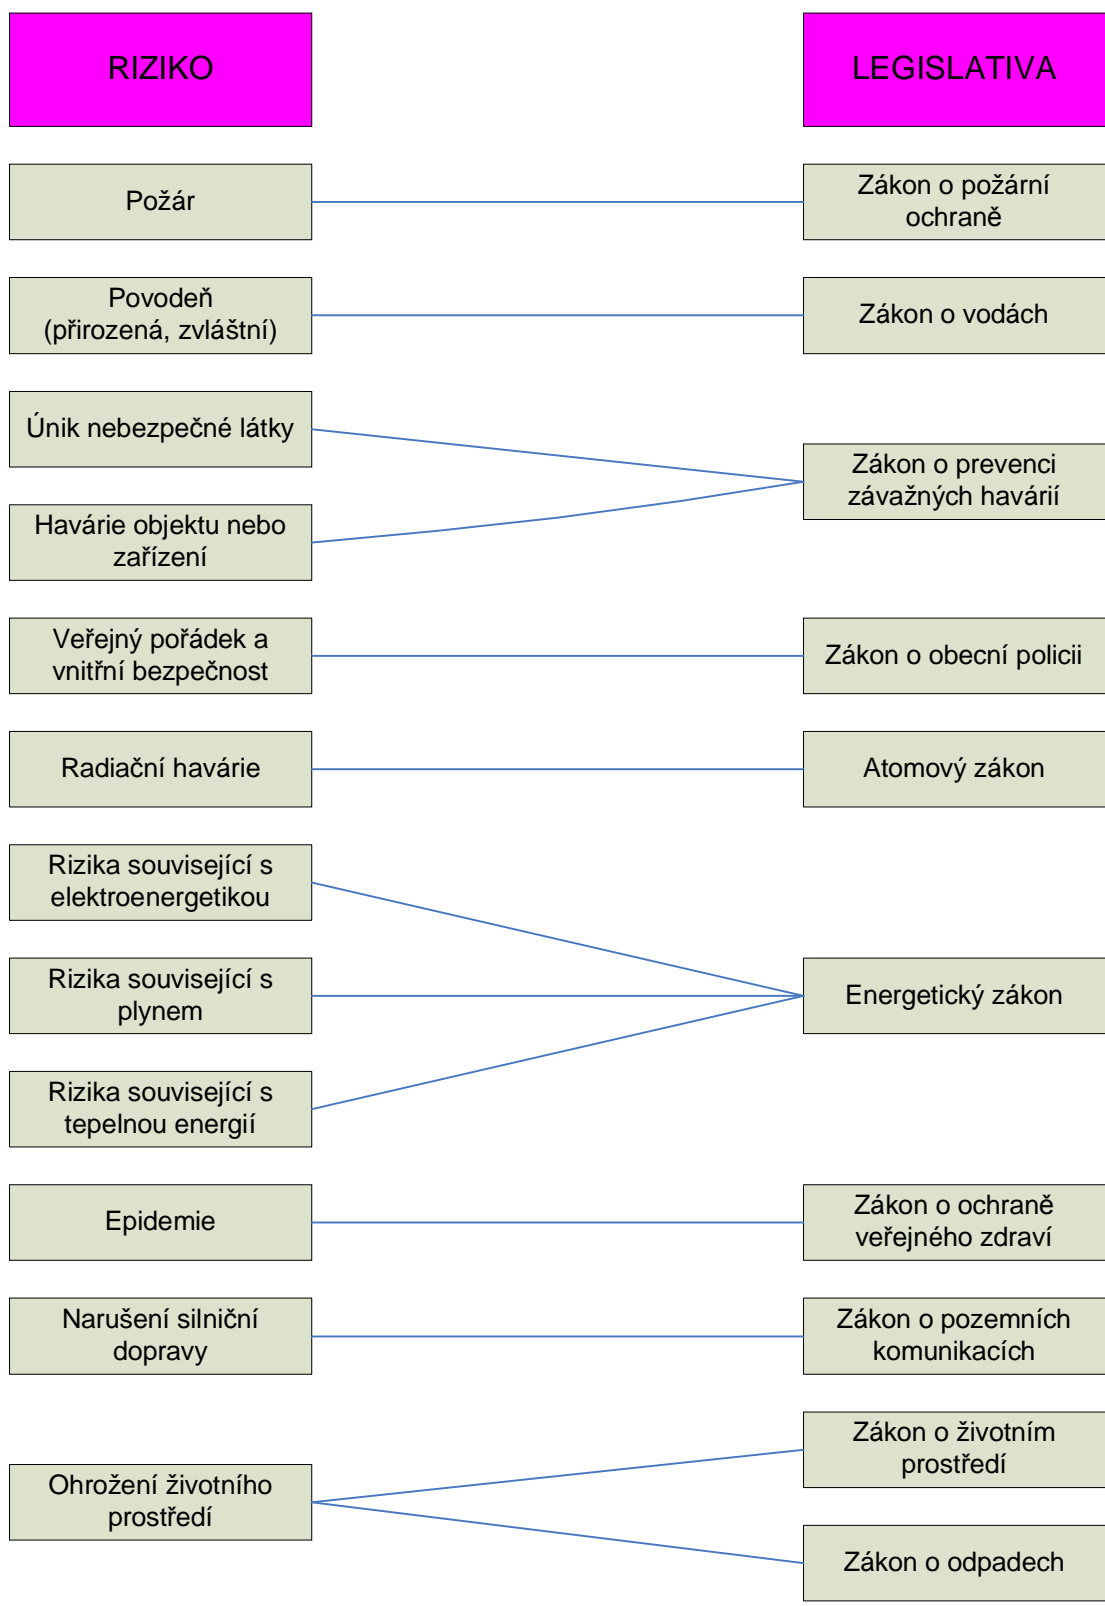 RIZIKO
LEGISLATIVA
Požár
Zákon o požární
ochraně
Povodeň
(přirozená, zvláštní)
Zákon o vodách
Únik nebezpečné látky
Havárie objektu nebo
zařízení
Zákon o prevenci
závažných havárií
Veřejný pořádek a
vnitřní bezpečnost
Zákon o obecní policii
Radiační havárie
Atomový zákon
Rizika související s
elektroenergetikou
Rizika související s
plynem
Rizika související s
tepelnou energií
Energetický zákon
Epidemie
Zákon o ochraně
veřejného zdraví
Narušení silniční
dopravy
Zákon o pozemních
komunikacích
Ohrožení životního
prostředí
Zákon o životním
prostředí
Zákon o odpadech